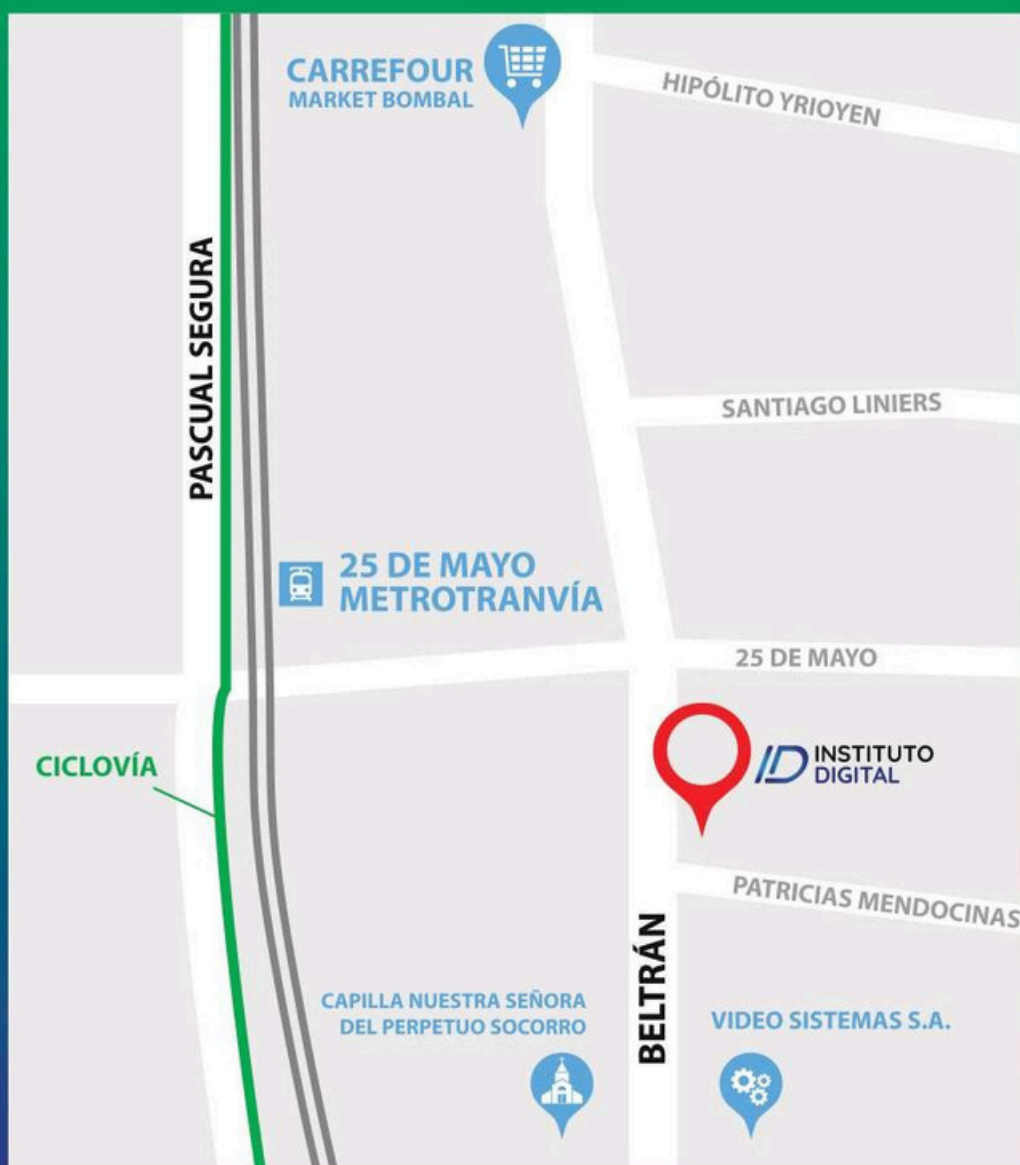 CARREFOUR
MARKET BOMBAL
HIPÓLITO YRIOYEN
PASCUAL SEGURA
SANTIAGO LINIERS
25 DE MAYO
METROTRANVÍA
25 DE MAYO
CICLOVÍA
ID INSTITUTO
DIGITAL
PATRICIAS MENDOCINAS
BELTRÁN
CAPILLA NUESTRA SEÑORA
DEL PERPETUO SOCORRO
VIDEO SISTEMAS S.A.